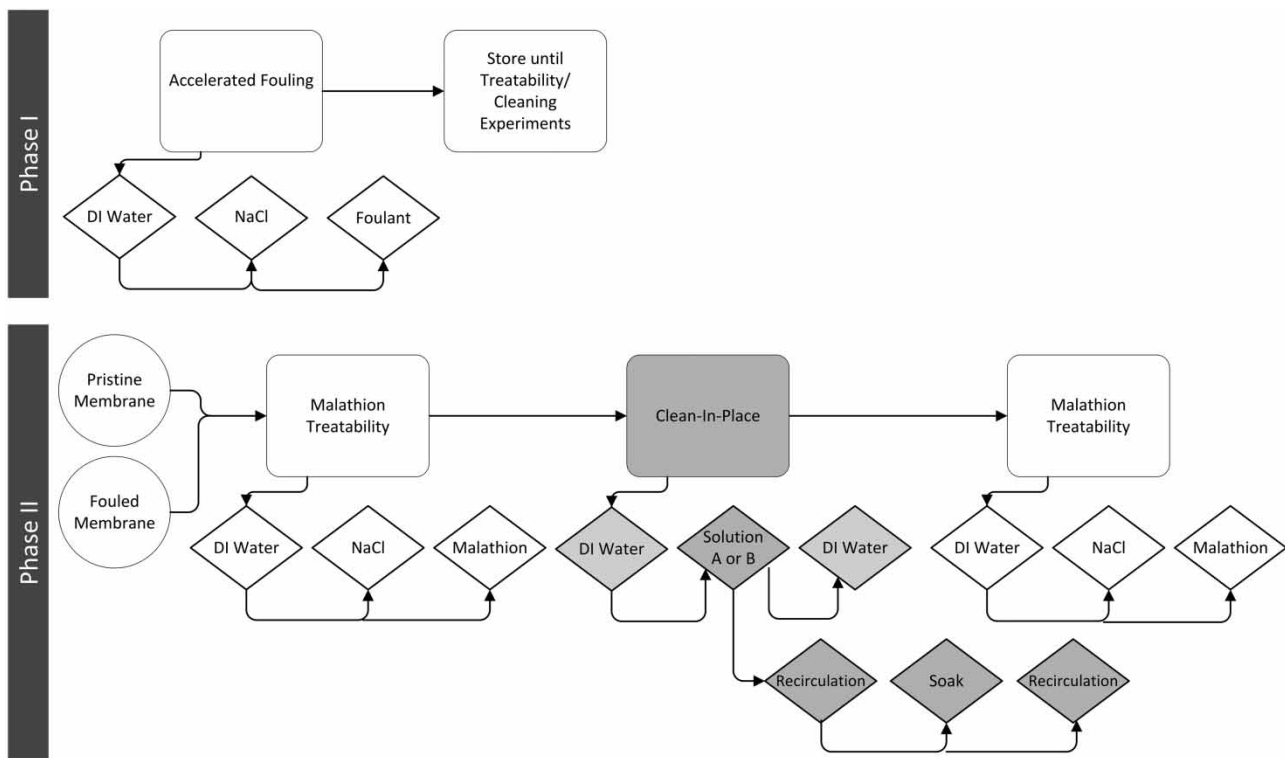 Phase I
Accelerated Fouling
Store until
Treatability/
Cleaning
Experiments
DI Water
NaCl
Foulant
Phase II
Pristine
Membrane
Fouled
Membrane
Malathion
Treatability
Clean-In-Place
Malathion
Treatability
DI Water
NaCl
Malathion
DI Water
Solution
A or B
DI Water
DI Water
NaCl
Malathion
Recirculation
Soak
Recirculation